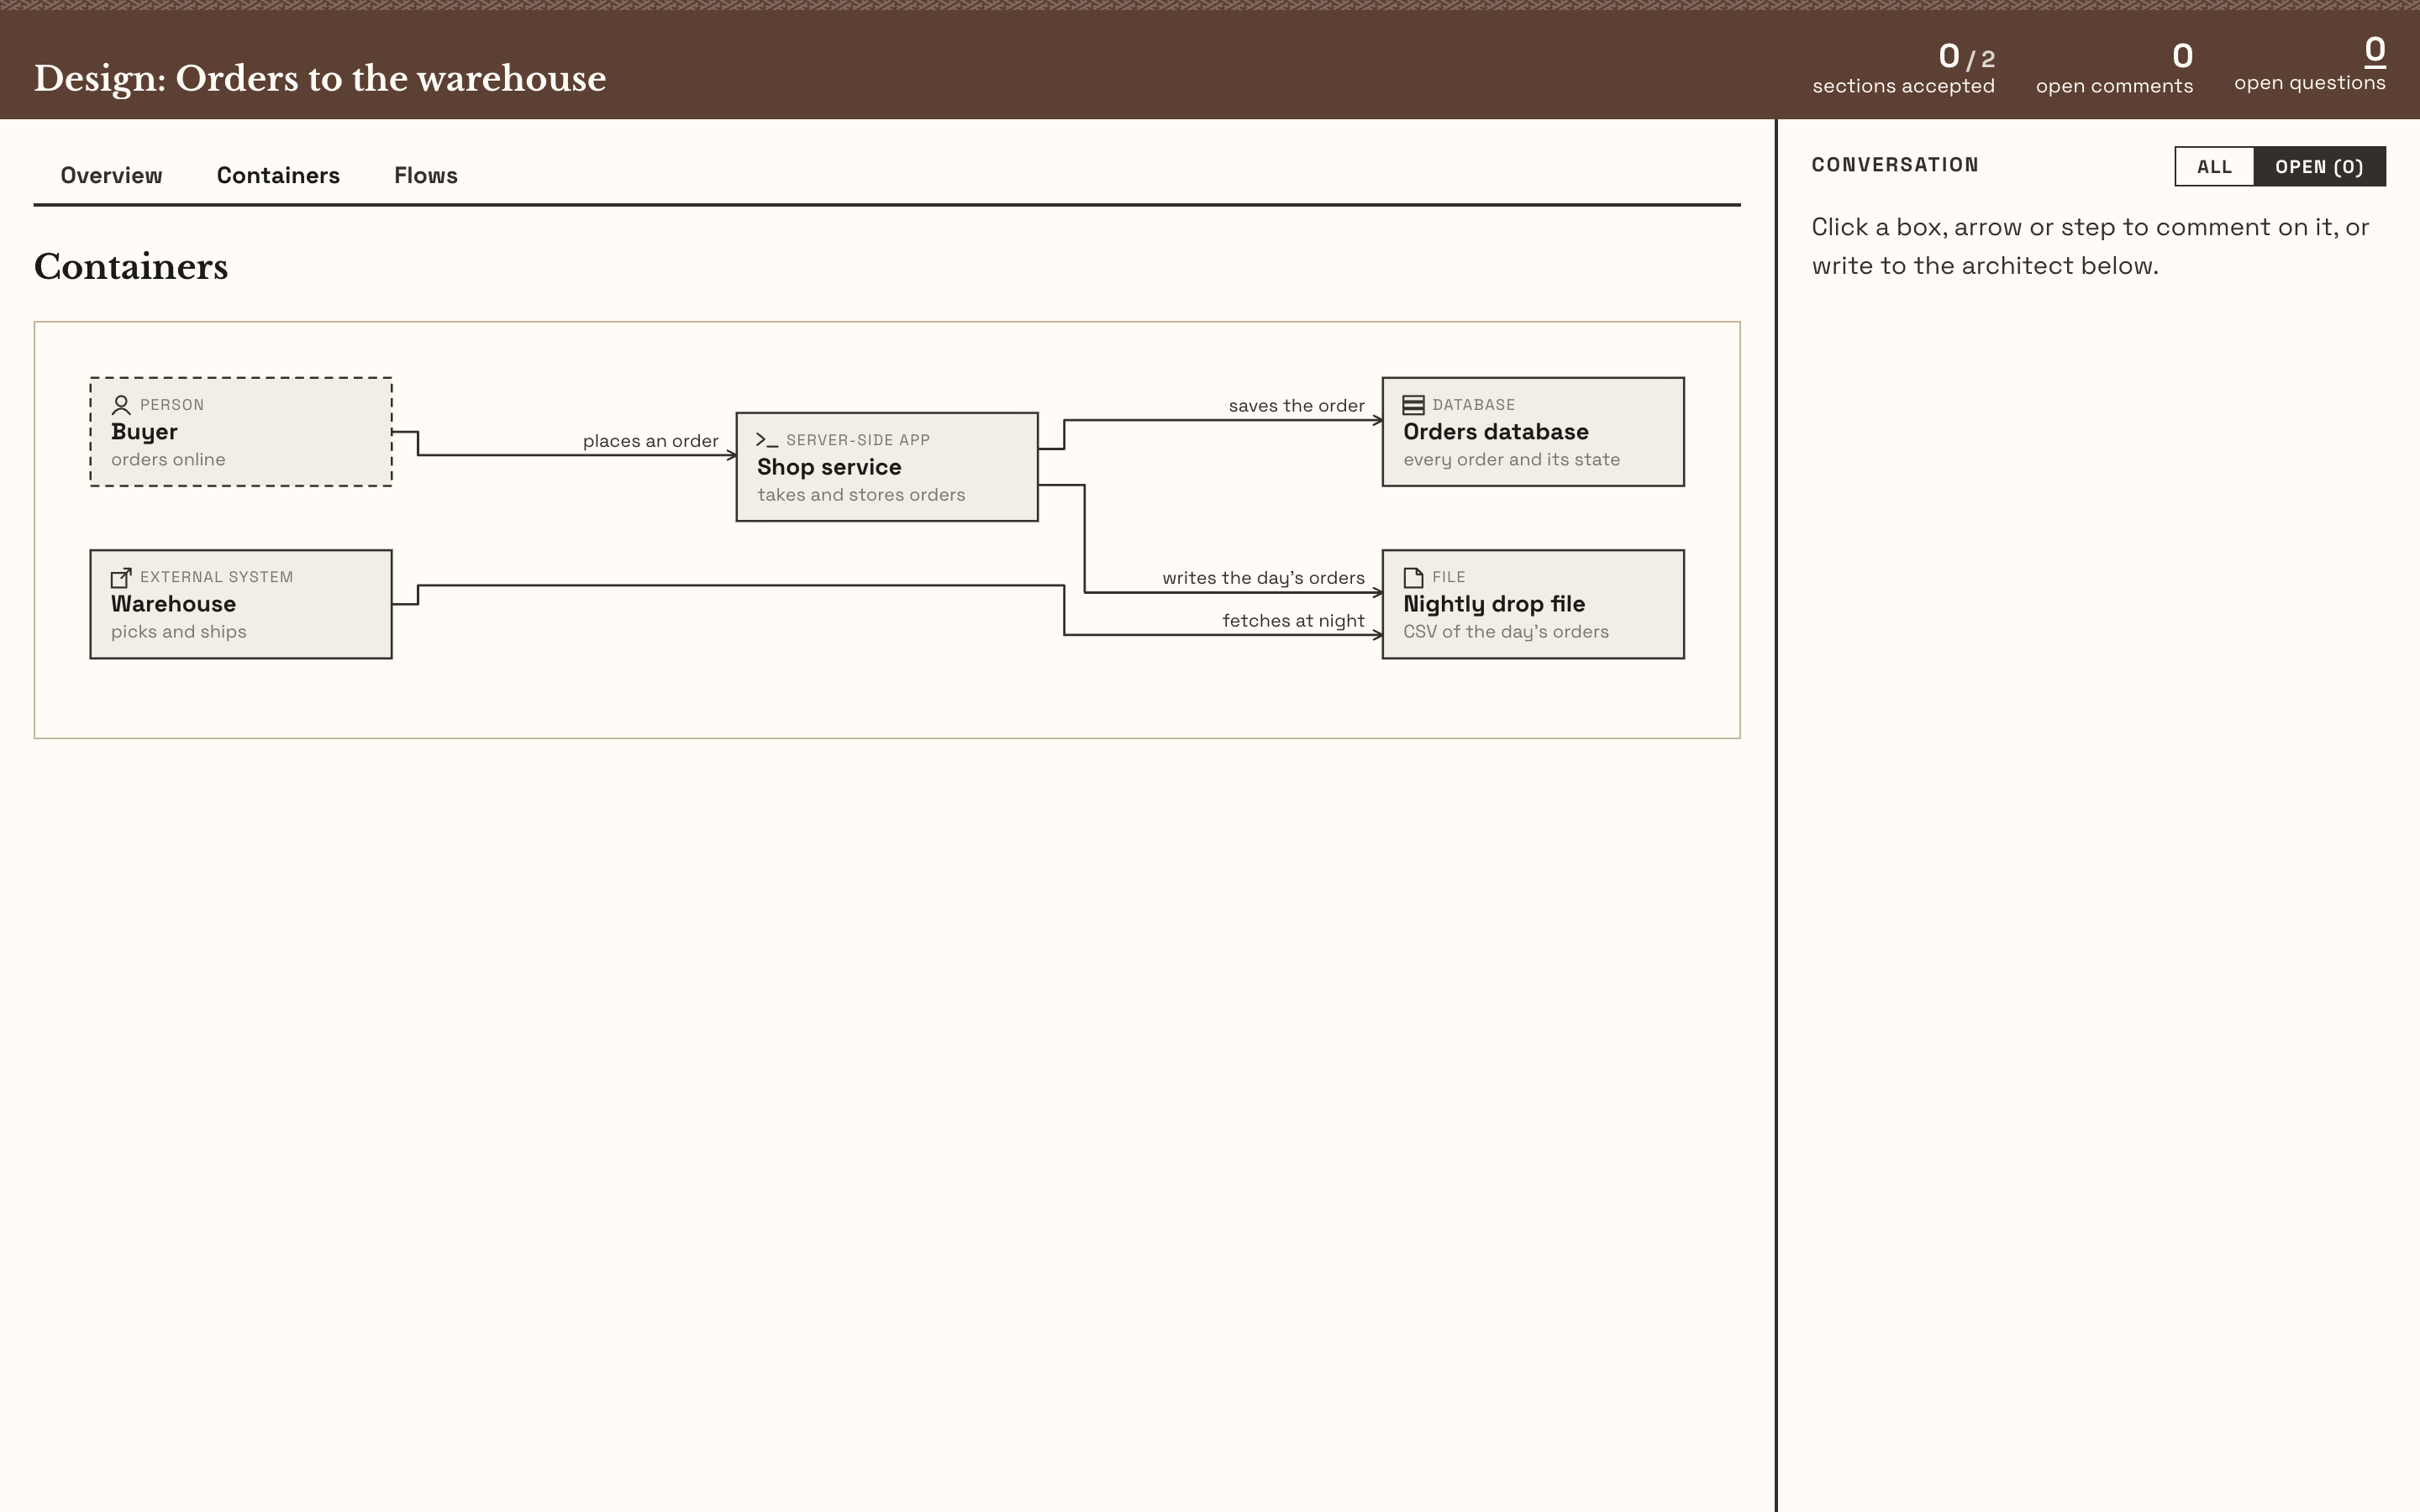 Design: Orders to the warehouse
0 / 2
sections accepted
0
open comments
0
open questions
Overview
Containers
Flows
Containers
PERSON
Buyer
orders online
places an order
SERVER-SIDE APP
Shop service
takes and stores orders
saves the order
DATABASE
Orders database
every order and its state
EXTERNAL SYSTEM
Warehouse
picks and ships
writes the day's orders
fetches at night
FILE
Nightly drop file
CSV of the day's orders
CONVERSATION
ALL
OPEN (0)
Click a box, arrow or step to comment on it, or
write to the architect below.